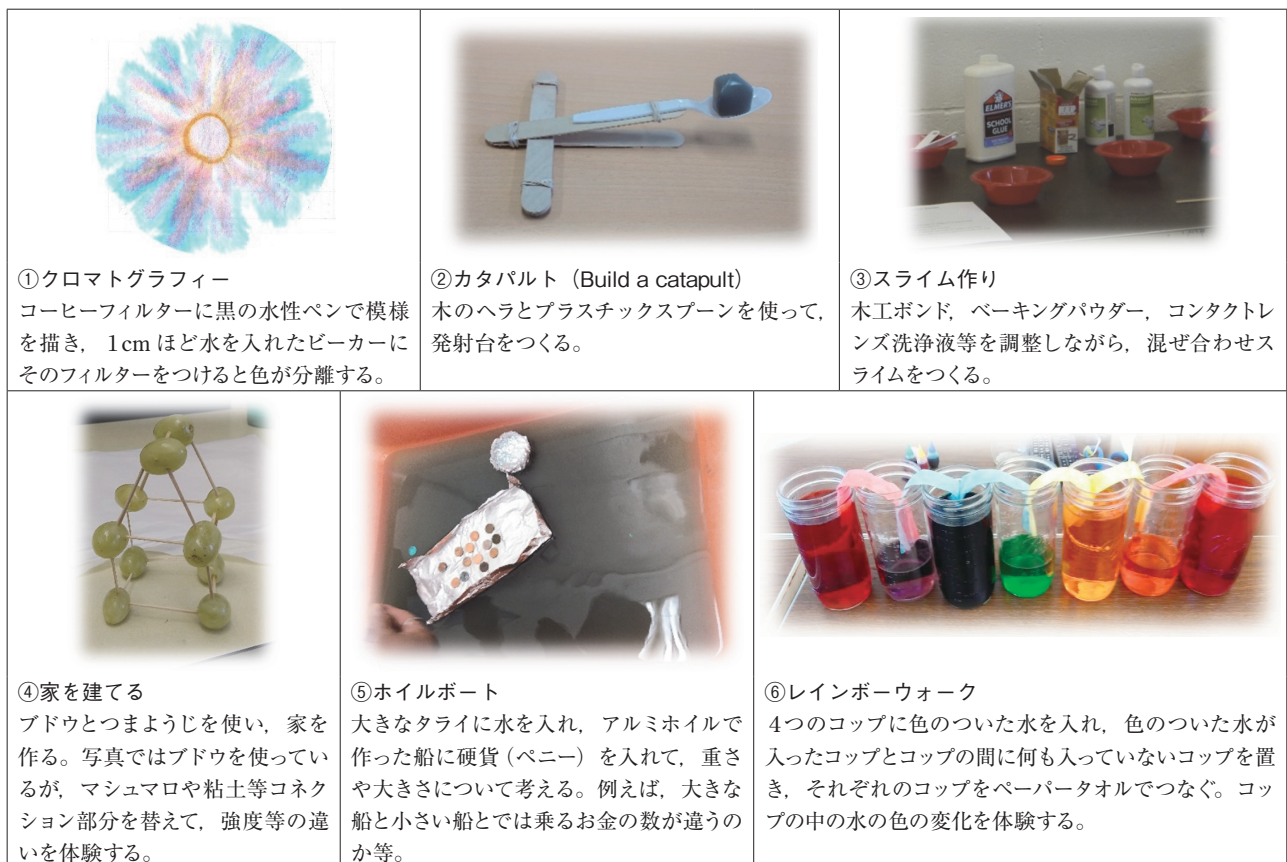 ELMER'S
SCHOOL
GLUE
①クロマトグラフィー
コーヒーフィルターに黒の水性ペンで模様
を描き，1cm ほど水を入れたビーカーに
そのフィルターをつけると色が分離する。
②カタパルト（Build a catapult）
木のヘラとプラスチックスプーンを使って，
発射台をつくる。
③スライム作り
木工ボンド，ベーキングパウダー，コンタクトレ
ンズ洗浄液等を調整しながら，混ぜ合わせス
ライムをつくる。
④家を建てる
ブドウとつまようじを使い，家を
作る。写真ではブドウを使ってい
るが，マシュマロや粘土等コネク
ション部分を替えて，強度等の違
いを体験する。
⑤ホイルボート
大きなタライに水を入れ，アルミホイルで
作った船に硬貨（ペニー）を入れて，重さ
や大きさについて考える。例えば，大きな
船と小さい船とでは乗るお金の数が違うの
か等。
⑥レインボーウォーク
4つのコップに色のついた水を入れ，色のついた水が
入ったコップとコップの間に何も入っていないコップを置
き，それぞれのコップをペーパータオルでつなぐ。コッ
プの中の水の色の変化を体験する。